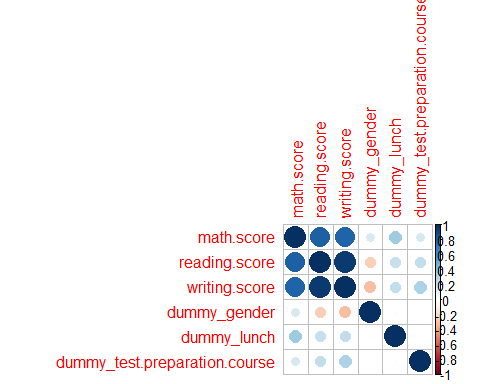 math.score
reading.score
writing.score
dummy_gender
dummy_lunch
dummy_test.preparation.course
math.score
reading.score
writing.score
dummy_gender
dummy_lunch
dummy_test.preparation.course
1
0.8
0.6
0.4
0.2
0
-0.2
-0.4
-0.6
-0.8
-1